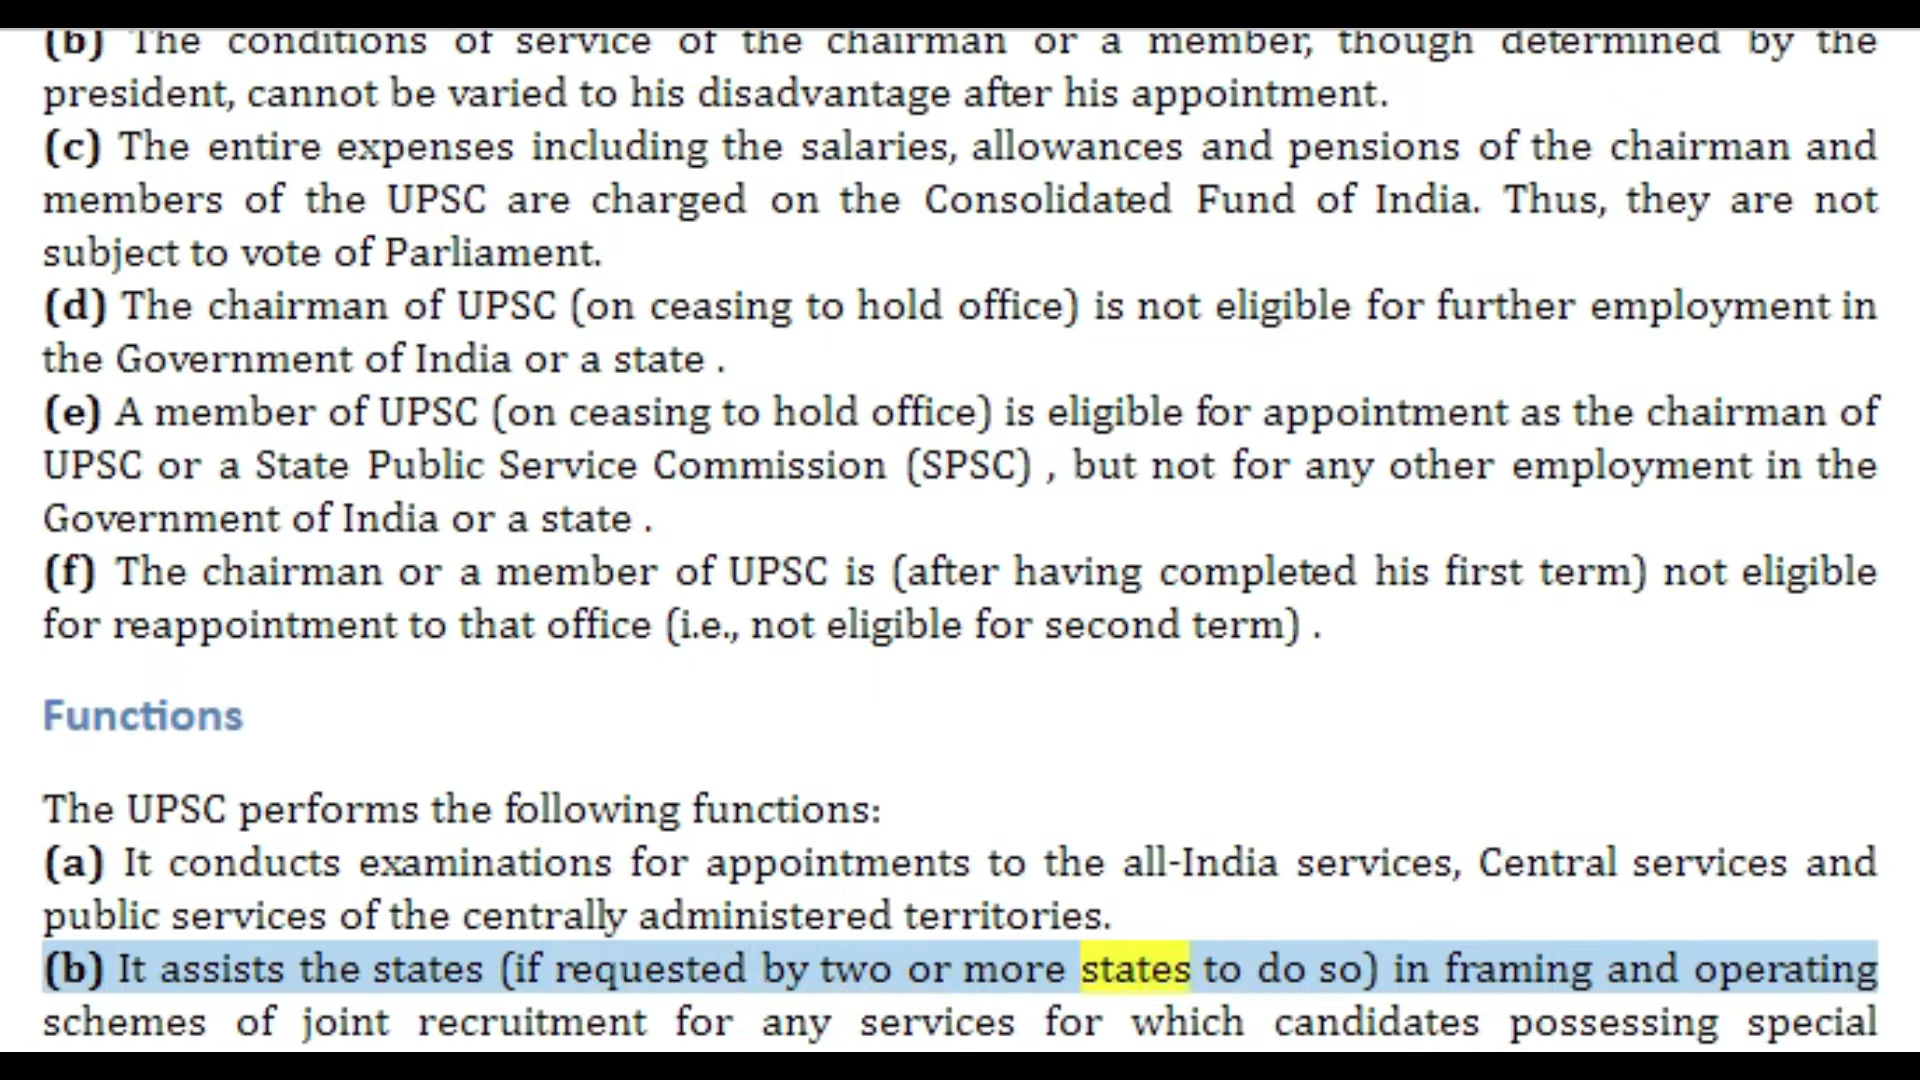 (b) The conditions of service of the chairman or a member, though determined by the
president, cannot be varied to his disadvantage after his appointment.
(c) The entire expenses including the salaries, allowances and pensions of the chairman and
members of the UPSC are charged on the Consolidated Fund of India. Thus, they are not
subject to vote of Parliament.
(d) The chairman of UPSC (on ceasing to hold office) is not eligible for further employment in
the Government of India or a state .
(e) A member of UPSC (on ceasing to hold office) is eligible for appointment as the chairman of
UPSC or a State Public Service Commission (SPSC) , but not for any other employment in the
Government of India or a state .
(f) The chairman or a member of UPSC is (after having completed his first term) not eligible
for reappointment to that office (i.e., not eligible for second term) .
Functions
The UPSC performs the following functions:
(a) It conducts examinations for appointments to the all-India services, Central services and
public services of the centrally administered territories.
(b) It assists the states (if requested by two or more states to do so) in framing and operating
schemes of joint recruitment for any services for which candidates possessing special